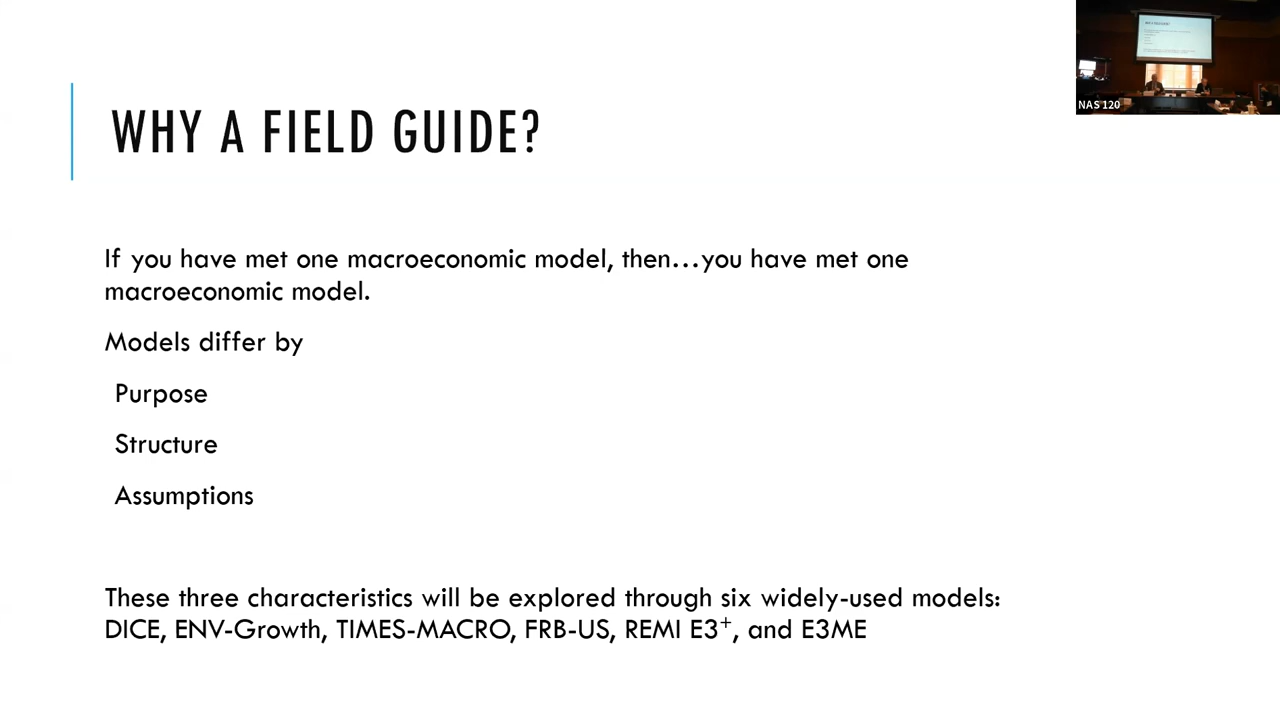 NAS 120
WHY A FIELD GUIDE?
If you have met one macroeconomic model, then...you have met one
macroeconomic model.
Models differ by
Purpose
Structure
Assumptions
These three characteristics will be explored through six widely-used models:
DICE, ENV-Growth, TIMES-MACRO, FRB-US, REMI E3⁺, and E3ME